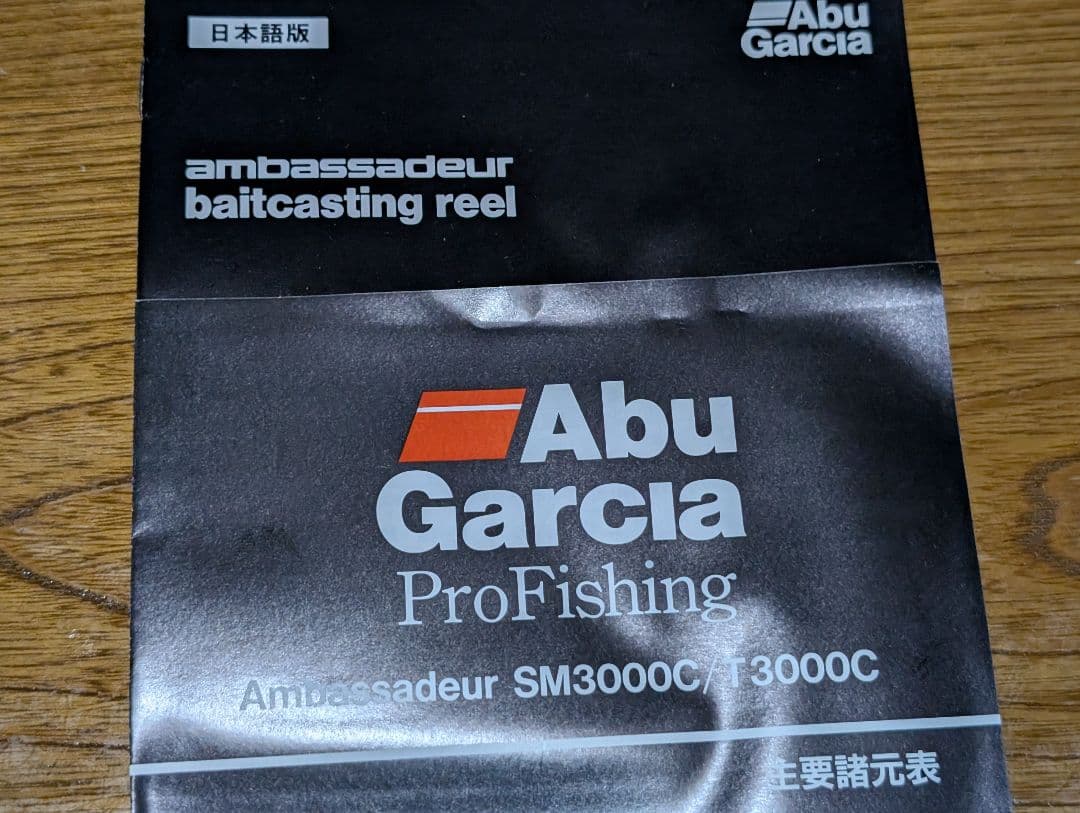 日本語版
Abu
Garcia
ambassadeur
baitcasting reel
Abu
Garcia
ProFishing
Ambassadeur SM3000C/T3000C
主要諸元表